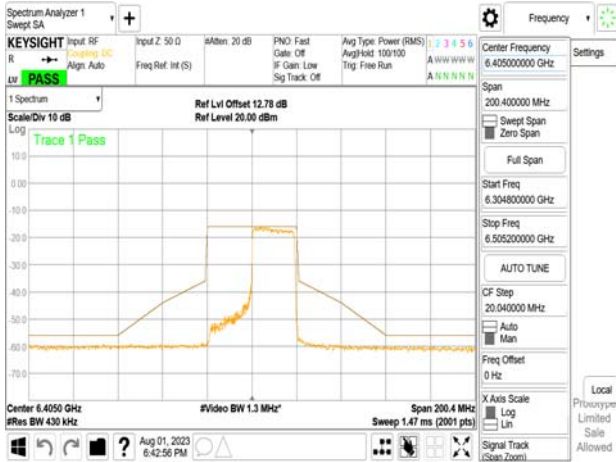 Spectrum Analyzer 1
Swept SA
+
Frequency
KEYSIGHT
Input: RF
Coupling: DC
Align: Auto
Input Z: 50 Ω
Freq Ref: Int (S)
#Atten: 20 dB
PNO: Fast
Gate: Off
IF Gain: Low
Sig Track: Off
Avg Type: Power (RMS)
Avg|Hold: 100/100
Trig: Free Run
1 2 3 4 5 6
A W W W W W
A N N N N N
R
LW PASS
1 Spectrum
Scale/Div 10 dB
Ref Lvl Offset 12.78 dB
Ref Level 20.00 dBm
Log
Trace 1 Pass
10.0
0.00
-10.0
-20.0
-30.0
-40.0
-50.0
-60.0
-70.0
Center 6.4050 GHz
#Res BW 430 kHz
#Video BW 1.3 MHz*
Span 200.4 MHz
Sweep 1.47 ms (2001 pts)
Aug 01, 2023
6:42:56 PM
?
Center Frequency
6.405000000 GHz
Settings
Span
200.400000 MHz
Swept Span
Zero Span
Full Span
Start Freq
6.304800000 GHz
Stop Freq
6.505200000 GHz
AUTO TUNE
CF Step
20.040000 MHz
Auto
Man
Freq Offset
0 Hz
X Axis Scale
Log
Lin
Signal Track
(Span Zoom)
Local
Prototype
Limited
Sale
Allowed